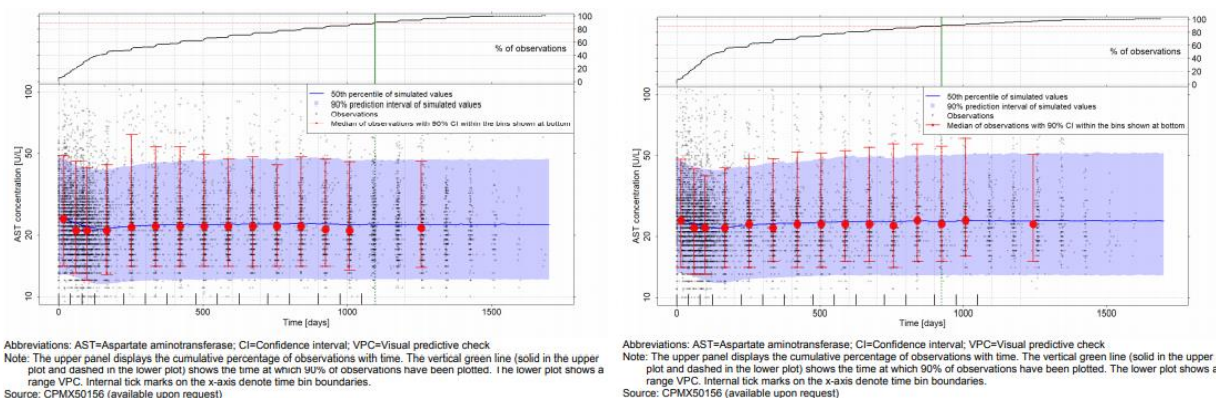 100
80
60
40
20
0
% of observations
50th percentile of simulated values
90% prediction interval of simulated values
Observations
Median of observations with 90% CI within the bins shown at bottom
AST concentration [U/L]
100
50
20
10
0
500
1000
1500
Time [days]
Abbreviations: AST=Aspartate aminotransferase; CI=Confidence interval; VPC=Visual predictive check
Note: The upper panel displays the cumulative percentage of observations with time. The vertical green line (solid in the upper
plot and dashed in the lower plot) shows the time at which 90% of observations have been plotted. The lower plot shows a
range VPC. Internal tick marks on the x-axis denote time bin boundaries.
Source: CPMX50156 (available upon request)
100
80
60
40
20
0
% of observations
50th percentile of simulated values
90% prediction interval of simulated values
Observations
Median of observations with 90% CI within the bins shown at bottom
AST concentration [U/L]
100
50
20
10
0
500
1000
1500
Time [days]
Abbreviations: AST=Aspartate aminotransferase; CI=Confidence interval; VPC=Visual predictive check
Note: The upper panel displays the cumulative percentage of observations with time. The vertical green line (solid in the upper
plot and dashed in the lower plot) shows the time at which 90% of observations have been plotted. The lower plot shows a
range VPC. Internal tick marks on the x-axis denote time bin boundaries.
Source: CPMX50156 (available upon request)